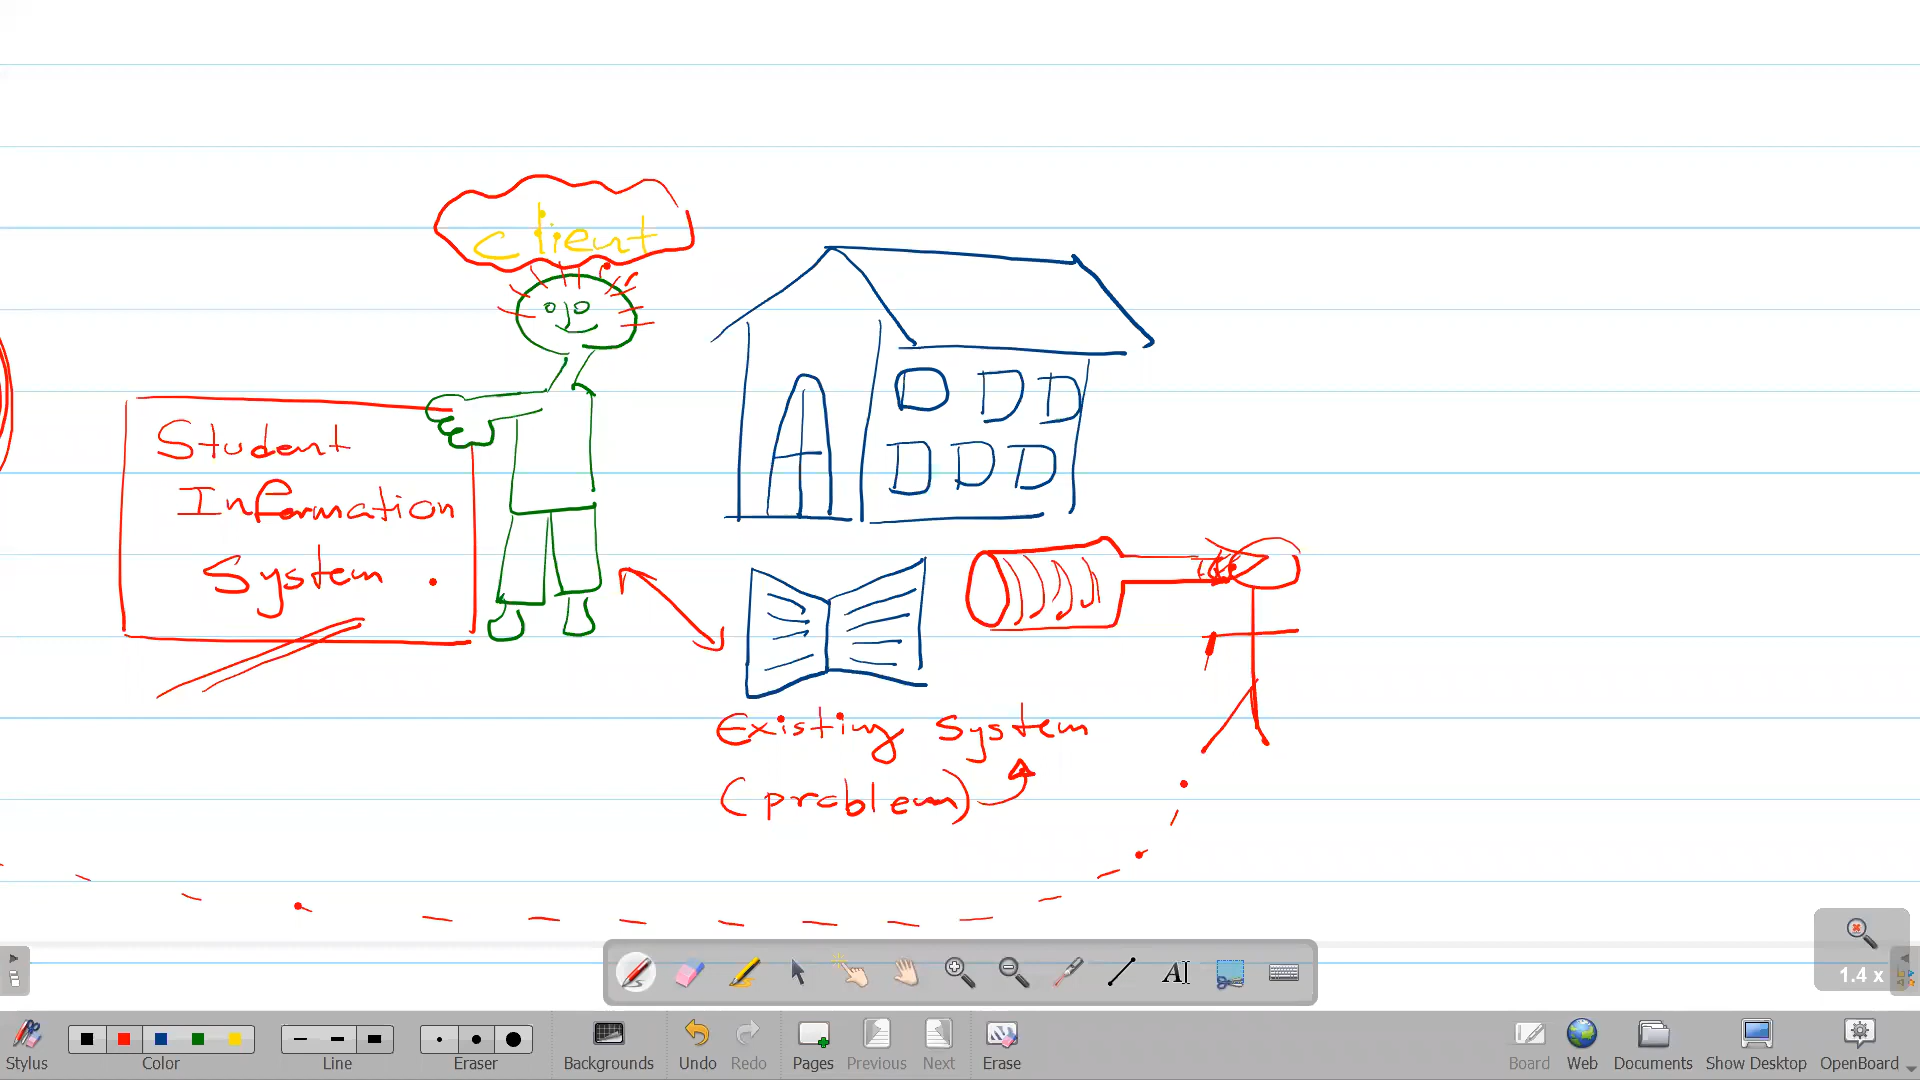 Client
Student
Information
System
Existing System
(problem)
1.4 x
Stylus
Color
Line
Eraser
Backgrounds
Undo
Redo
Pages
Previous
Next
Erase
Board
Web
Documents
Show Desktop
OpenBoard